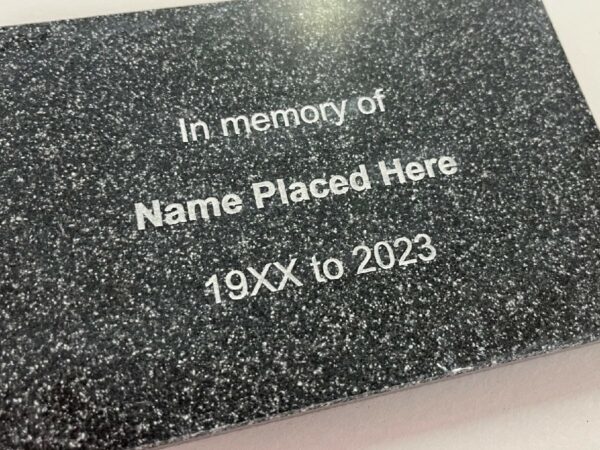 In memory of
Name Placed Here
19XX to 2023